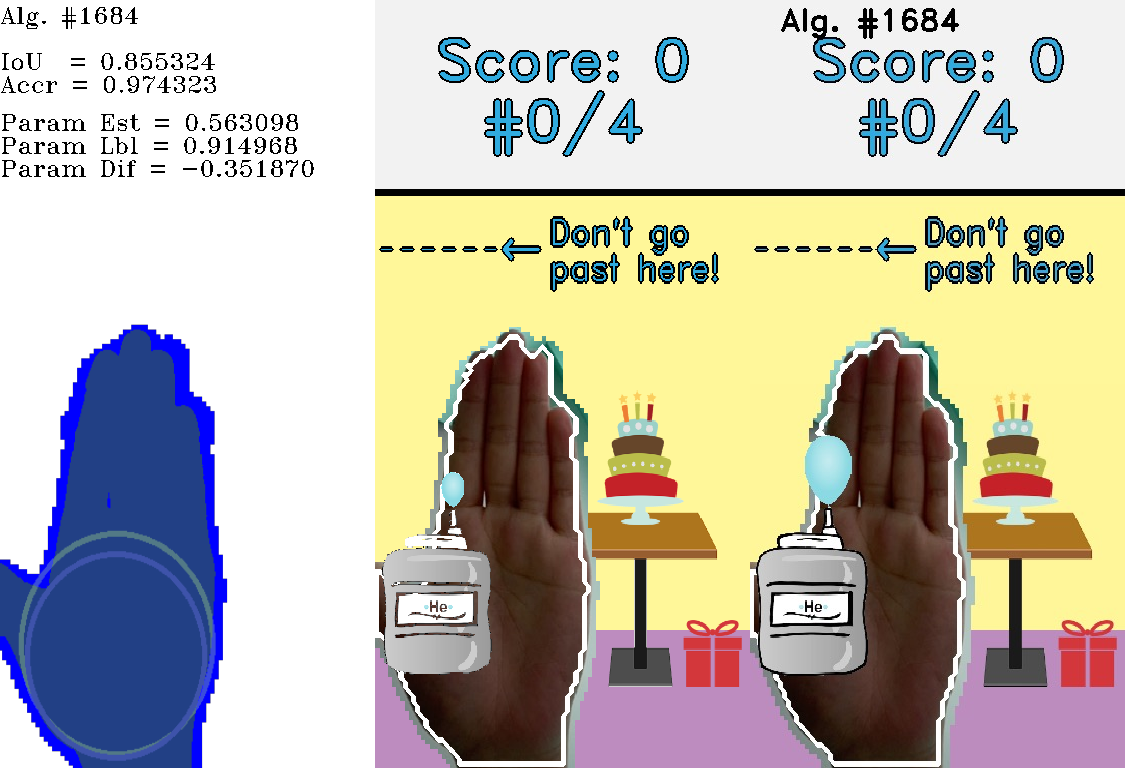 Alg. #1684
IoU = 0.855324
Accr = 0.974323
Param Est = 0.563098
Param Lbl = 0.914968
Param Dif = −0.351870
Score: 0
#0/4
Don't go
past here!
He
Alg. #1684
Score: 0
#0/4
Don't go
past here!
He